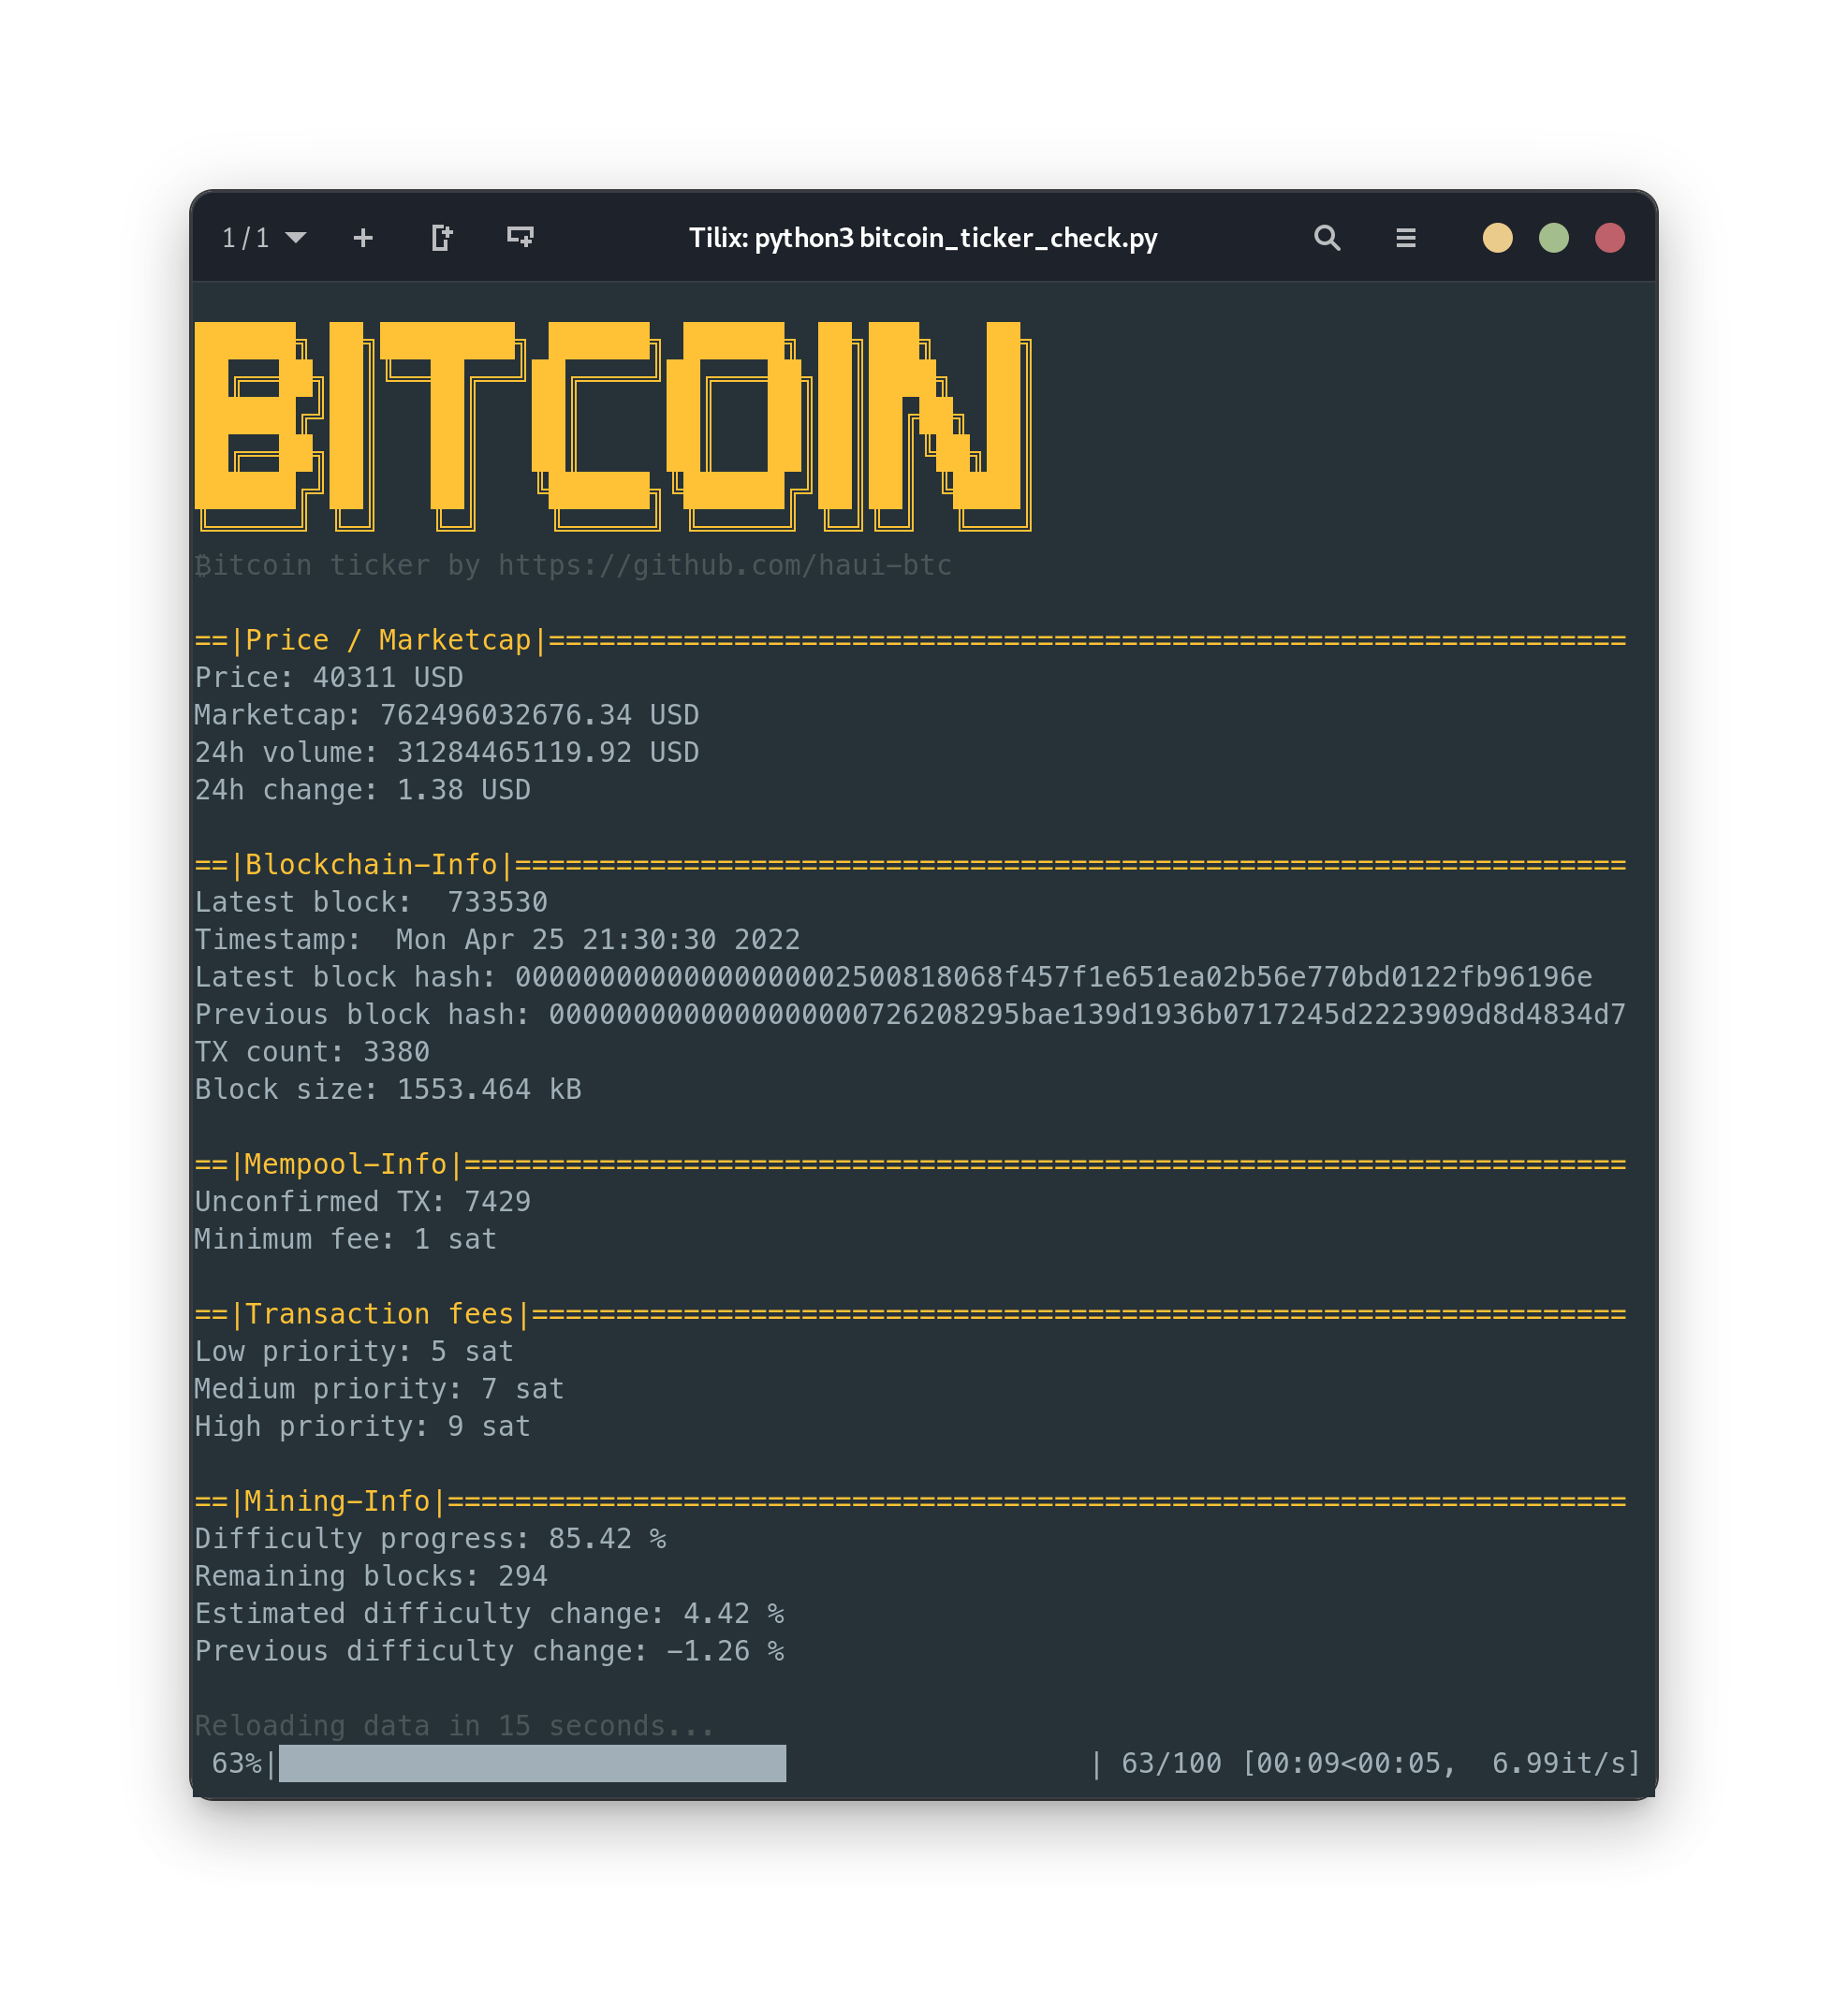 1 / 1
Tilix: python3 bitcoin_ticker_check.py
BITCOIN
₿itcoin ticker by https://github.com/haui-btc
==|Price / Marketcap|================================================================
Price: 40311 USD
Marketcap: 762496032676.34 USD
24h volume: 31284465119.92 USD
24h change: 1.38 USD
==|Blockchain-Info|==================================================================
Latest block:  733530
Timestamp:  Mon Apr 25 21:30:30 2022
Latest block hash: 00000000000000000002500818068f457f1e651ea02b56e770bd0122fb96196e
Previous block hash: 0000000000000000000726208295bae139d1936b0717245d2223909d8d4834d7
TX count: 3380
Block size: 1553.464 kB
==|Mempool-Info|=====================================================================
Unconfirmed TX: 7429
Minimum fee: 1 sat
==|Transaction fees|=================================================================
Low priority: 5 sat
Medium priority: 7 sat
High priority: 9 sat
==|Mining-Info|======================================================================
Difficulty progress: 85.42 %
Remaining blocks: 294
Estimated difficulty change: 4.42 %
Previous difficulty change: -1.26 %
Reloading data in 15 seconds...
63%| | 63/100 [00:09<00:05,  6.99it/s]